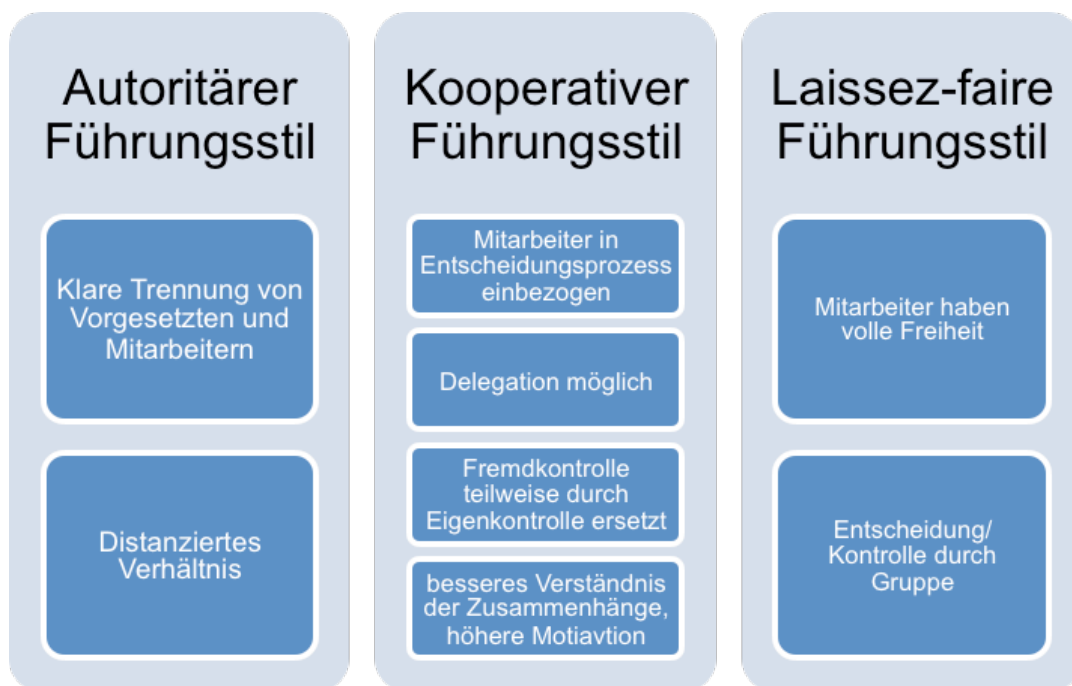 Autoritärer
Führungsstil
Klare Trennung von
Vorgesetzten und
Mitarbeitern
Distanziertes
Verhältnis
Kooperativer
Führungsstil
Mitarbeiter in
Entscheidungsprozess
einbezogen
Delegation möglich
Fremdkontrolle
teilweise durch
Eigenkontrolle ersetzt
besseres Verständnis
der Zusammenhänge,
höhere Motiavtion
Laissez-faire
Führungsstil
Mitarbeiter haben
volle Freiheit
Entscheidung/
Kontrolle durch
Gruppe